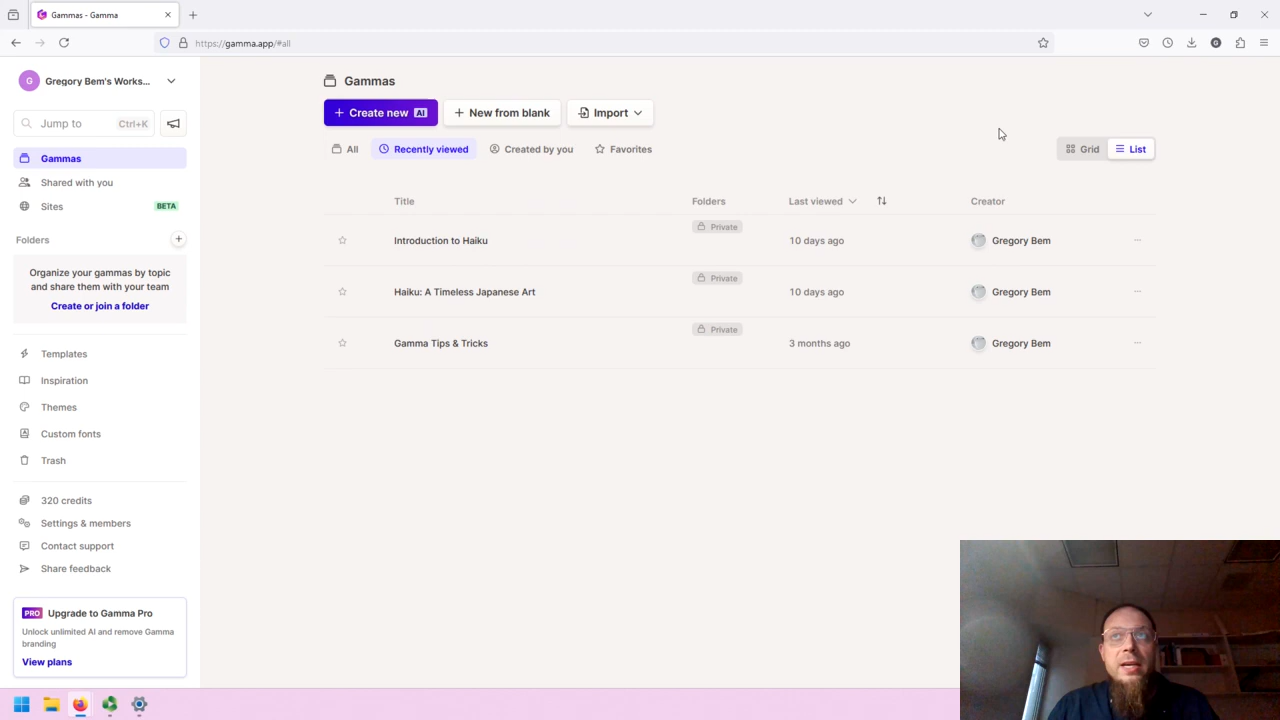 Gammas - Gamma
https://gamma.app/#all
G
Gregory Bem's Works...
Jump to
Ctrl+K
Gammas
Shared with you
Sites
BETA
Folders
Organize your gammas by topic
and share them with your team
Create or join a folder
Templates
Inspiration
Themes
Custom fonts
Trash
320 credits
Settings & members
Contact support
Share feedback
PRO Upgrade to Gamma Pro
Unlock unlimited AI and remove Gamma
branding
View plans
Gammas
+ Create new AI
+ New from blank
Import
All
Recently viewed
Created by you
Favorites
Grid
List
Title
Folders
Last viewed
Creator
Introduction to Haiku
Private
10 days ago
Gregory Bem
Haiku: A Timeless Japanese Art
Private
10 days ago
Gregory Bem
Gamma Tips & Tricks
Private
3 months ago
Gregory Bem